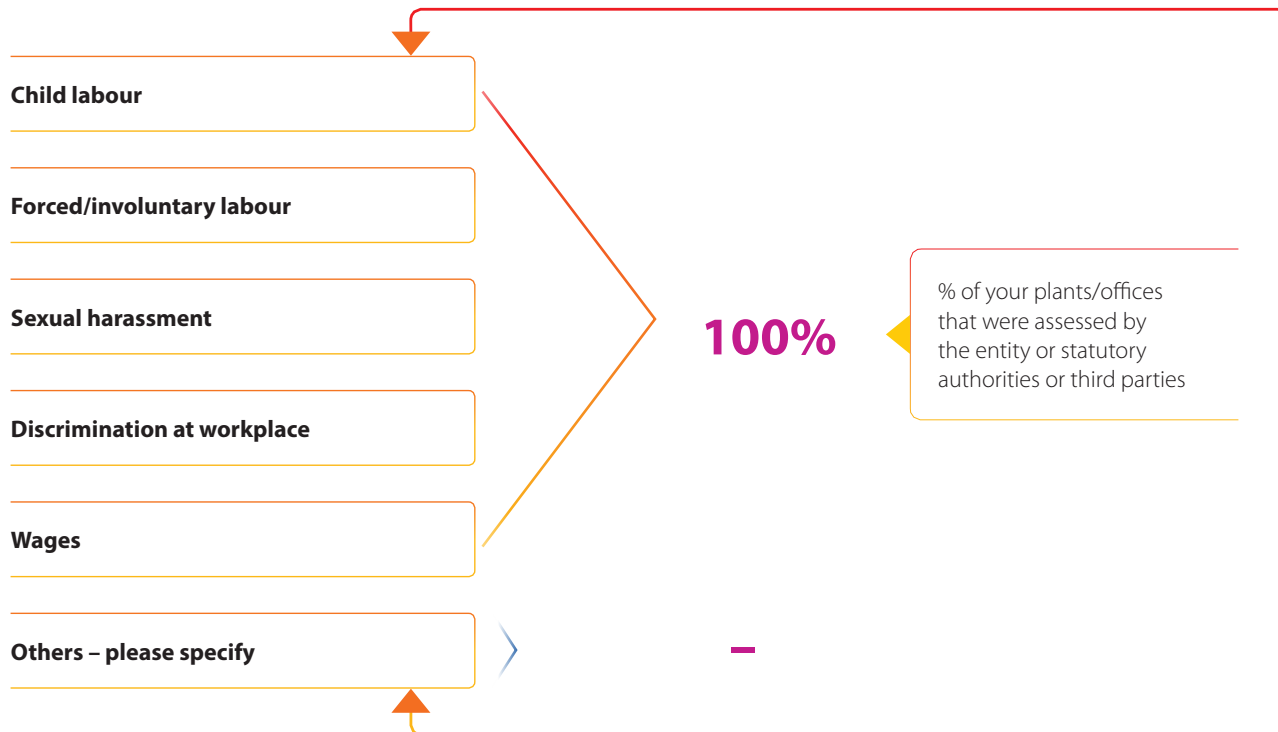 Child labour
Forced/involuntary labour
Sexual harassment
Discrimination at workplace
Wages
Others – please specify
100%
–
% of your plants/offices
that were assessed by
the entity or statutory
authorities or third parties